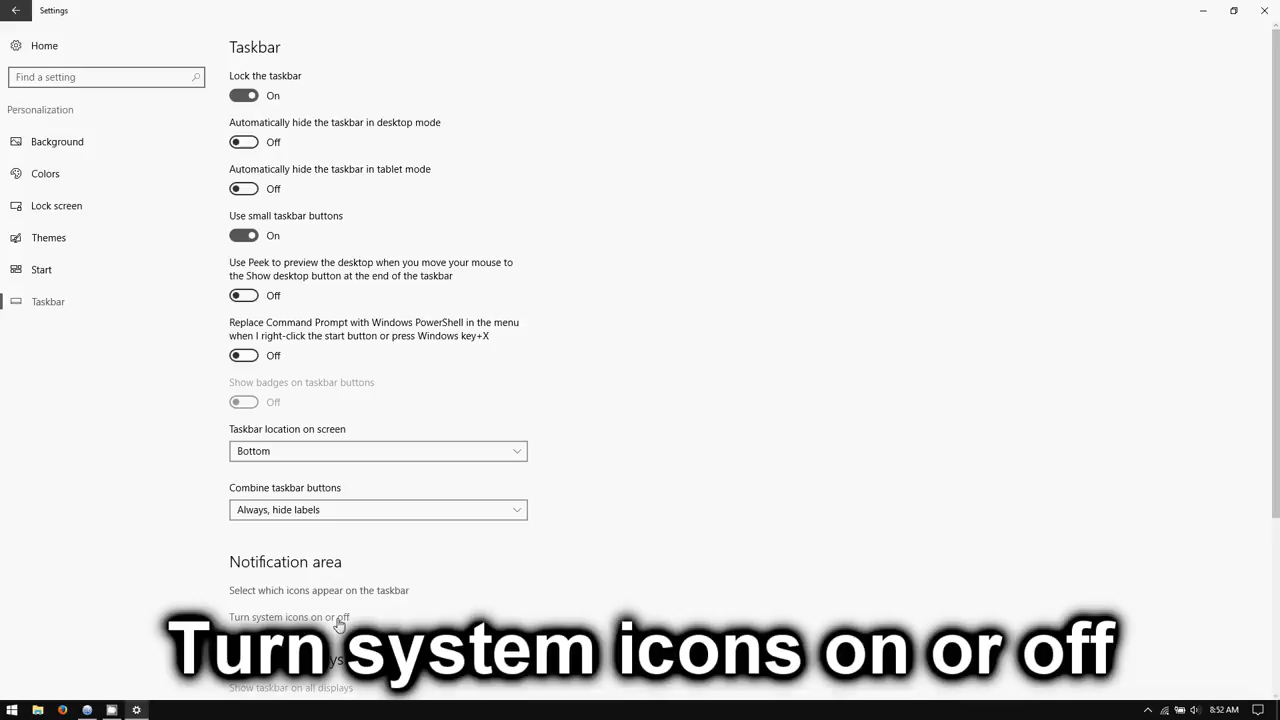 Settings
Home
Find a setting
Personalization
Background
Colors
Lock screen
Themes
Start
Taskbar
Taskbar
Lock the taskbar
On
Automatically hide the taskbar in desktop mode
Off
Automatically hide the taskbar in tablet mode
Off
Use small taskbar buttons
On
Use Peek to preview the desktop when you move your mouse to
the Show desktop button at the end of the taskbar
Off
Replace Command Prompt with Windows PowerShell in the menu
when I right-click the start button or press Windows key+X
Off
Show badges on taskbar buttons
Off
Taskbar location on screen
Bottom
Combine taskbar buttons
Always, hide labels
Notification area
Select which icons appear on the taskbar
Turn system icons on or off
Turn system icons on or off
Show taskbar on all displays
8:52 AM